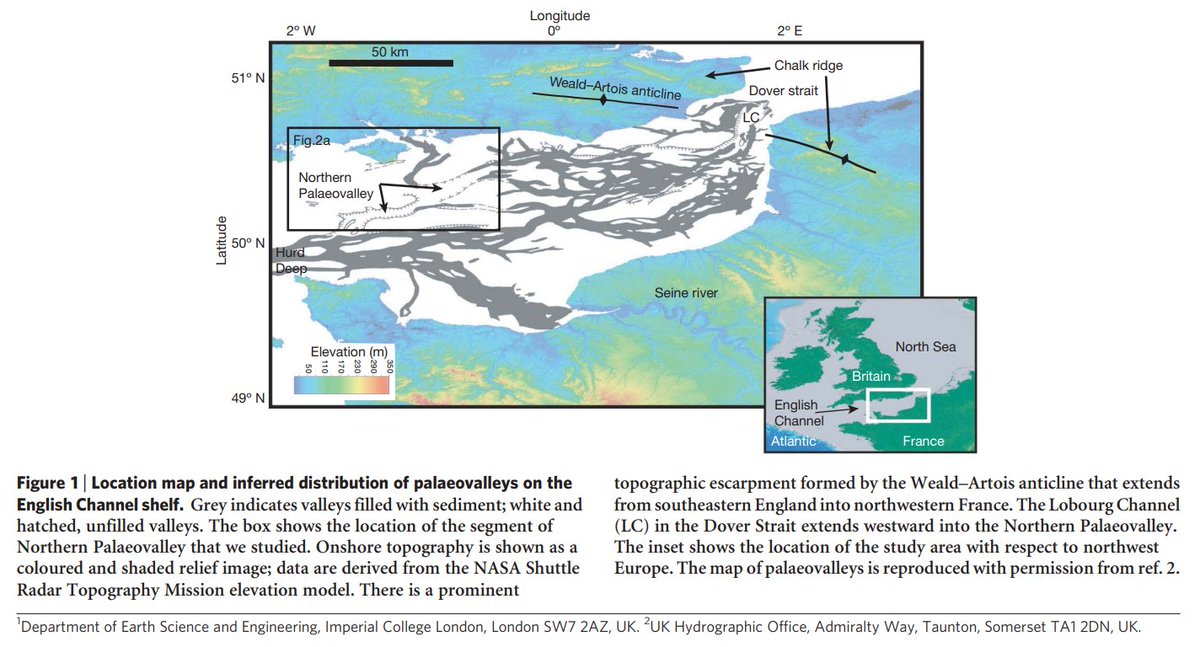 Longitude
2° W
0°
2° E
50 km
51° N
Weald–Artois anticline
Chalk ridge
Dover strait
LC
Fig.2a
Northern
Palaeovalley
Latitude
50° N
Hurd
Deep
Seine river
Elevation (m)
50
110
170
230
290
350
49° N
North Sea
Britain
English
Channel
Atlantic
France
Figure 1 | Location map and inferred distribution of palaeovalleys on the
English Channel shelf. Grey indicates valleys filled with sediment; white and
hatched, unfilled valleys. The box shows the location of the segment of
Northern Palaeovalley that we studied. Onshore topography is shown as a
coloured and shaded relief image; data are derived from the NASA Shuttle
Radar Topography Mission elevation model. There is a prominent
topographic escarpment formed by the Weald–Artois anticline that extends
from southeastern England into northwestern France. The Lobourg Channel
(LC) in the Dover Strait extends westward into the Northern Palaeovalley.
The inset shows the location of the study area with respect to northwest
Europe. The map of palaeovalleys is reproduced with permission from ref. 2.
¹Department of Earth Science and Engineering, Imperial College London, London SW7 2AZ, UK. ²UK Hydrographic Office, Admiralty Way, Taunton, Somerset TA1 2DN, UK.